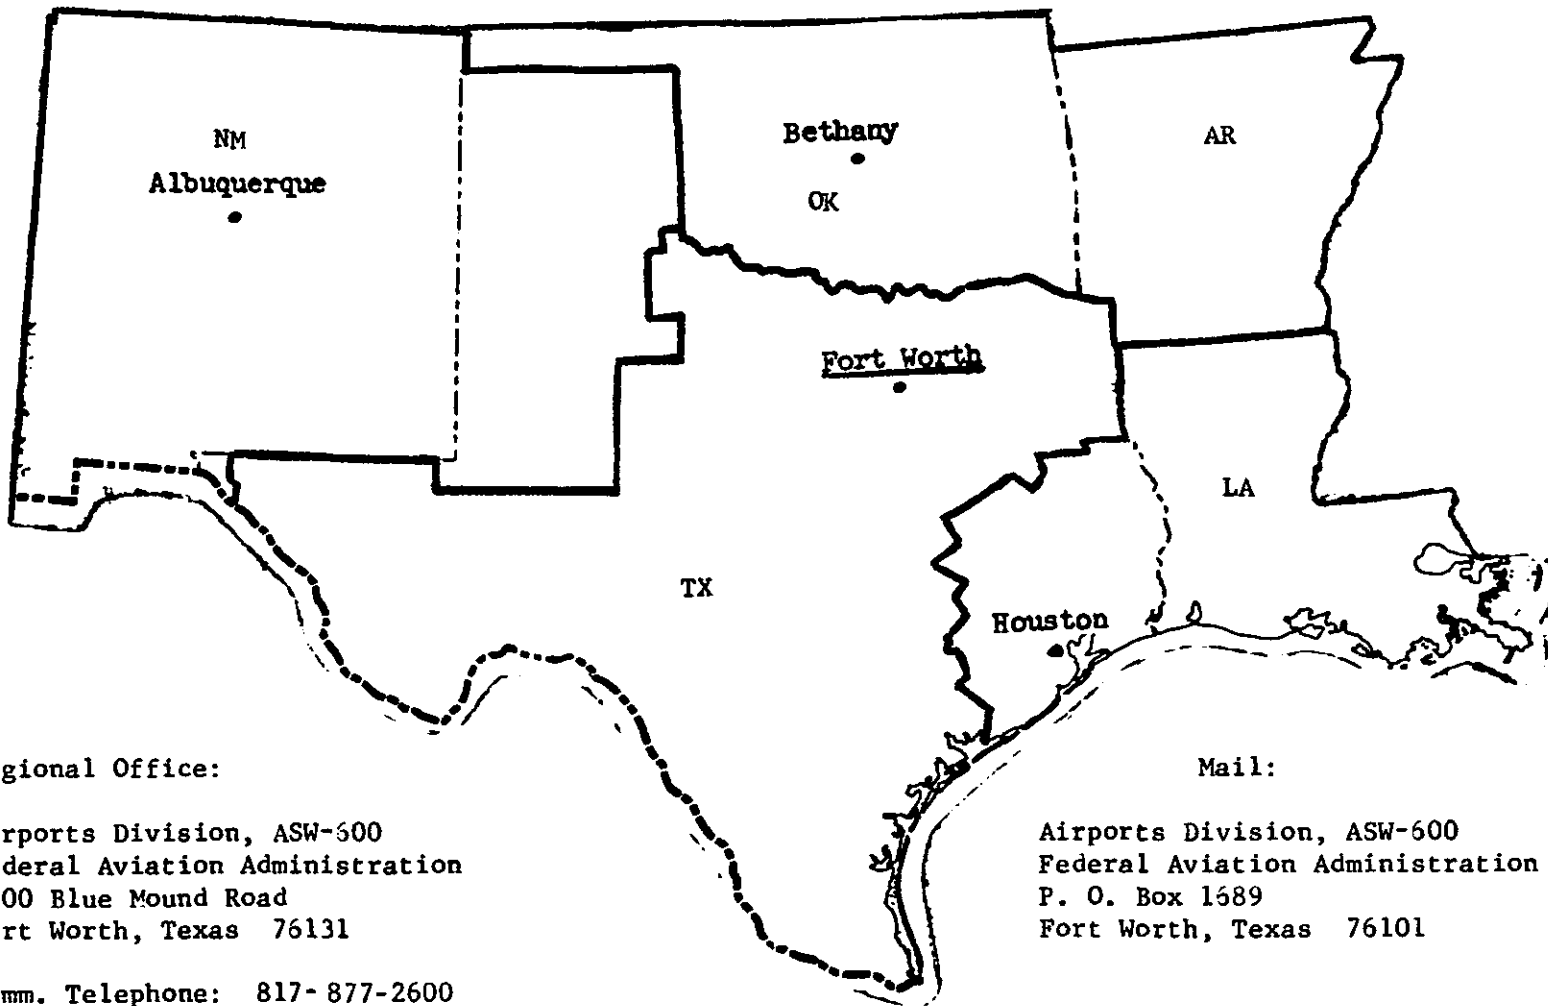 NM
Albuquerque
Bethany
OK
AR
Fort Worth
LA
TX
Houston
gional Office:
rports Division, ASW-600
deral Aviation Administration
00 Blue Mound Road
rt Worth, Texas 76131
mm. Telephone: 817-877-2600
Mail:
Airports Division, ASW-600
Federal Aviation Administration
P. O. Box 1689
Fort Worth, Texas 76101